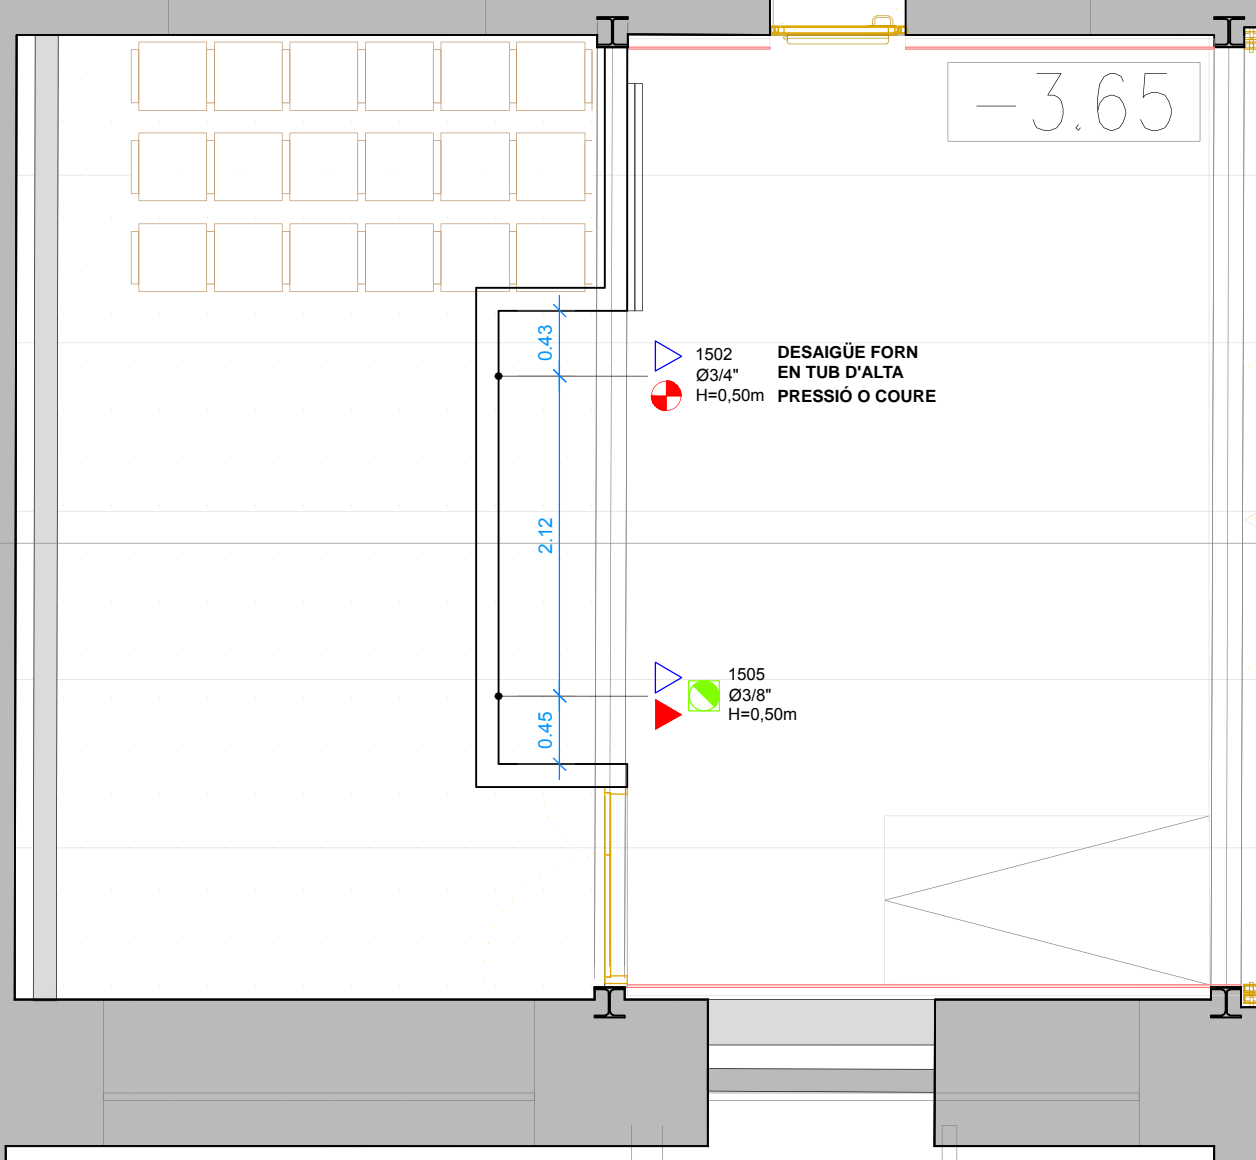 -3.65
0.43
1502
Ø3/4"
H=0,50m
DESAIGÜE FORN
EN TUB D'ALTA
PRESSIÓ O COURE
2.12
1505
Ø3/8"
H=0,50m
0.45